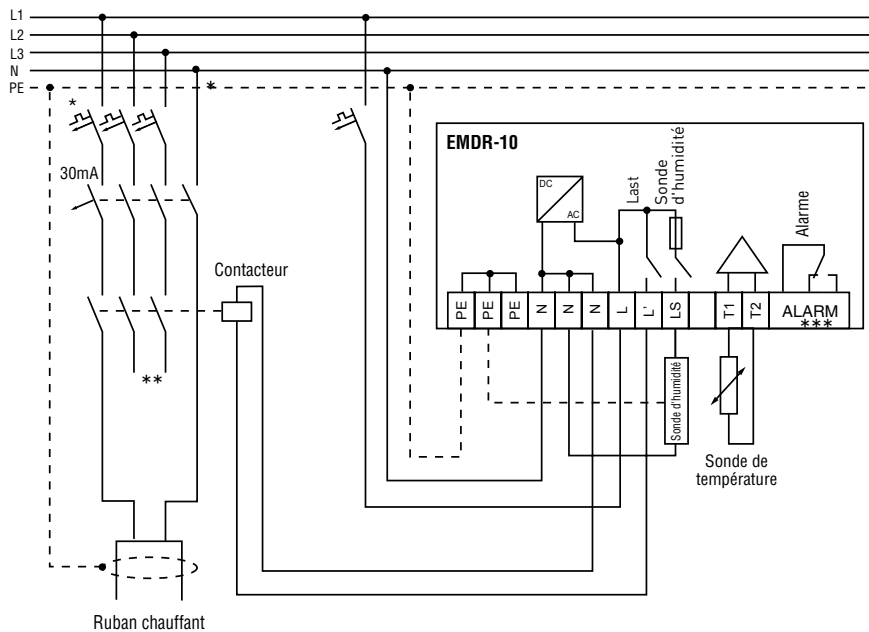 L1
L2
L3
N
PE
*
*
30mA
Contacteur
**
Ruban chauffant
EMDR-10
DC
AC
Last
Sonde
d'humidité
Alarme
PE
PE
PE
N
N
N
L
L'
LS
T1
T2
ALARM
***
Sonde d'humidité
Sonde de
température